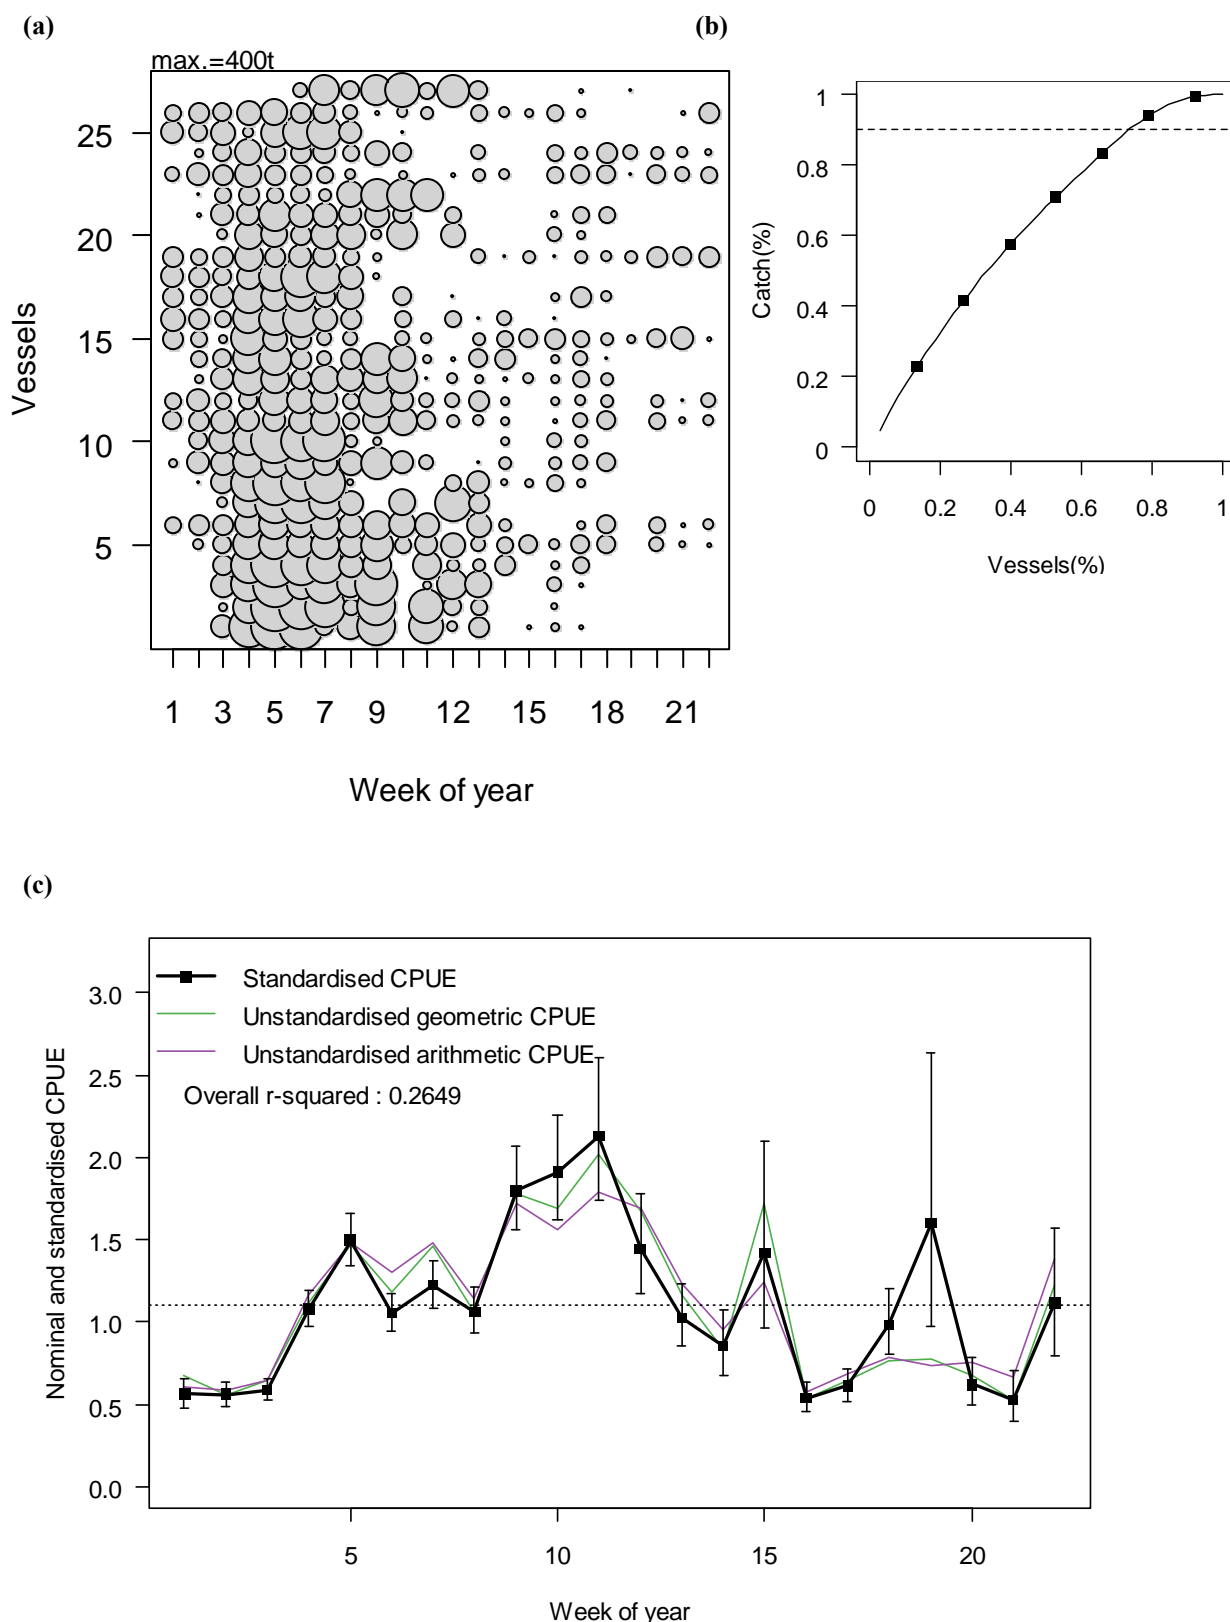 (a)
max.=400t
Vessels
25
20
15
10
5
1 3 5 7 9 12 15 18 21
Week of year
(b)
Catch(%)
1
0.8
0.6
0.4
0.2
0
0 0.2 0.4 0.6 0.8 1
Vessels(%)
(c)
Nominal and standardised CPUE
3.0
2.5
2.0
1.5
1.0
0.5
0.0
Standardised CPUE
Unstandardised geometric CPUE
Unstandardised arithmetic CPUE
Overall r-squared : 0.2649
5 10 15 20
Week of year